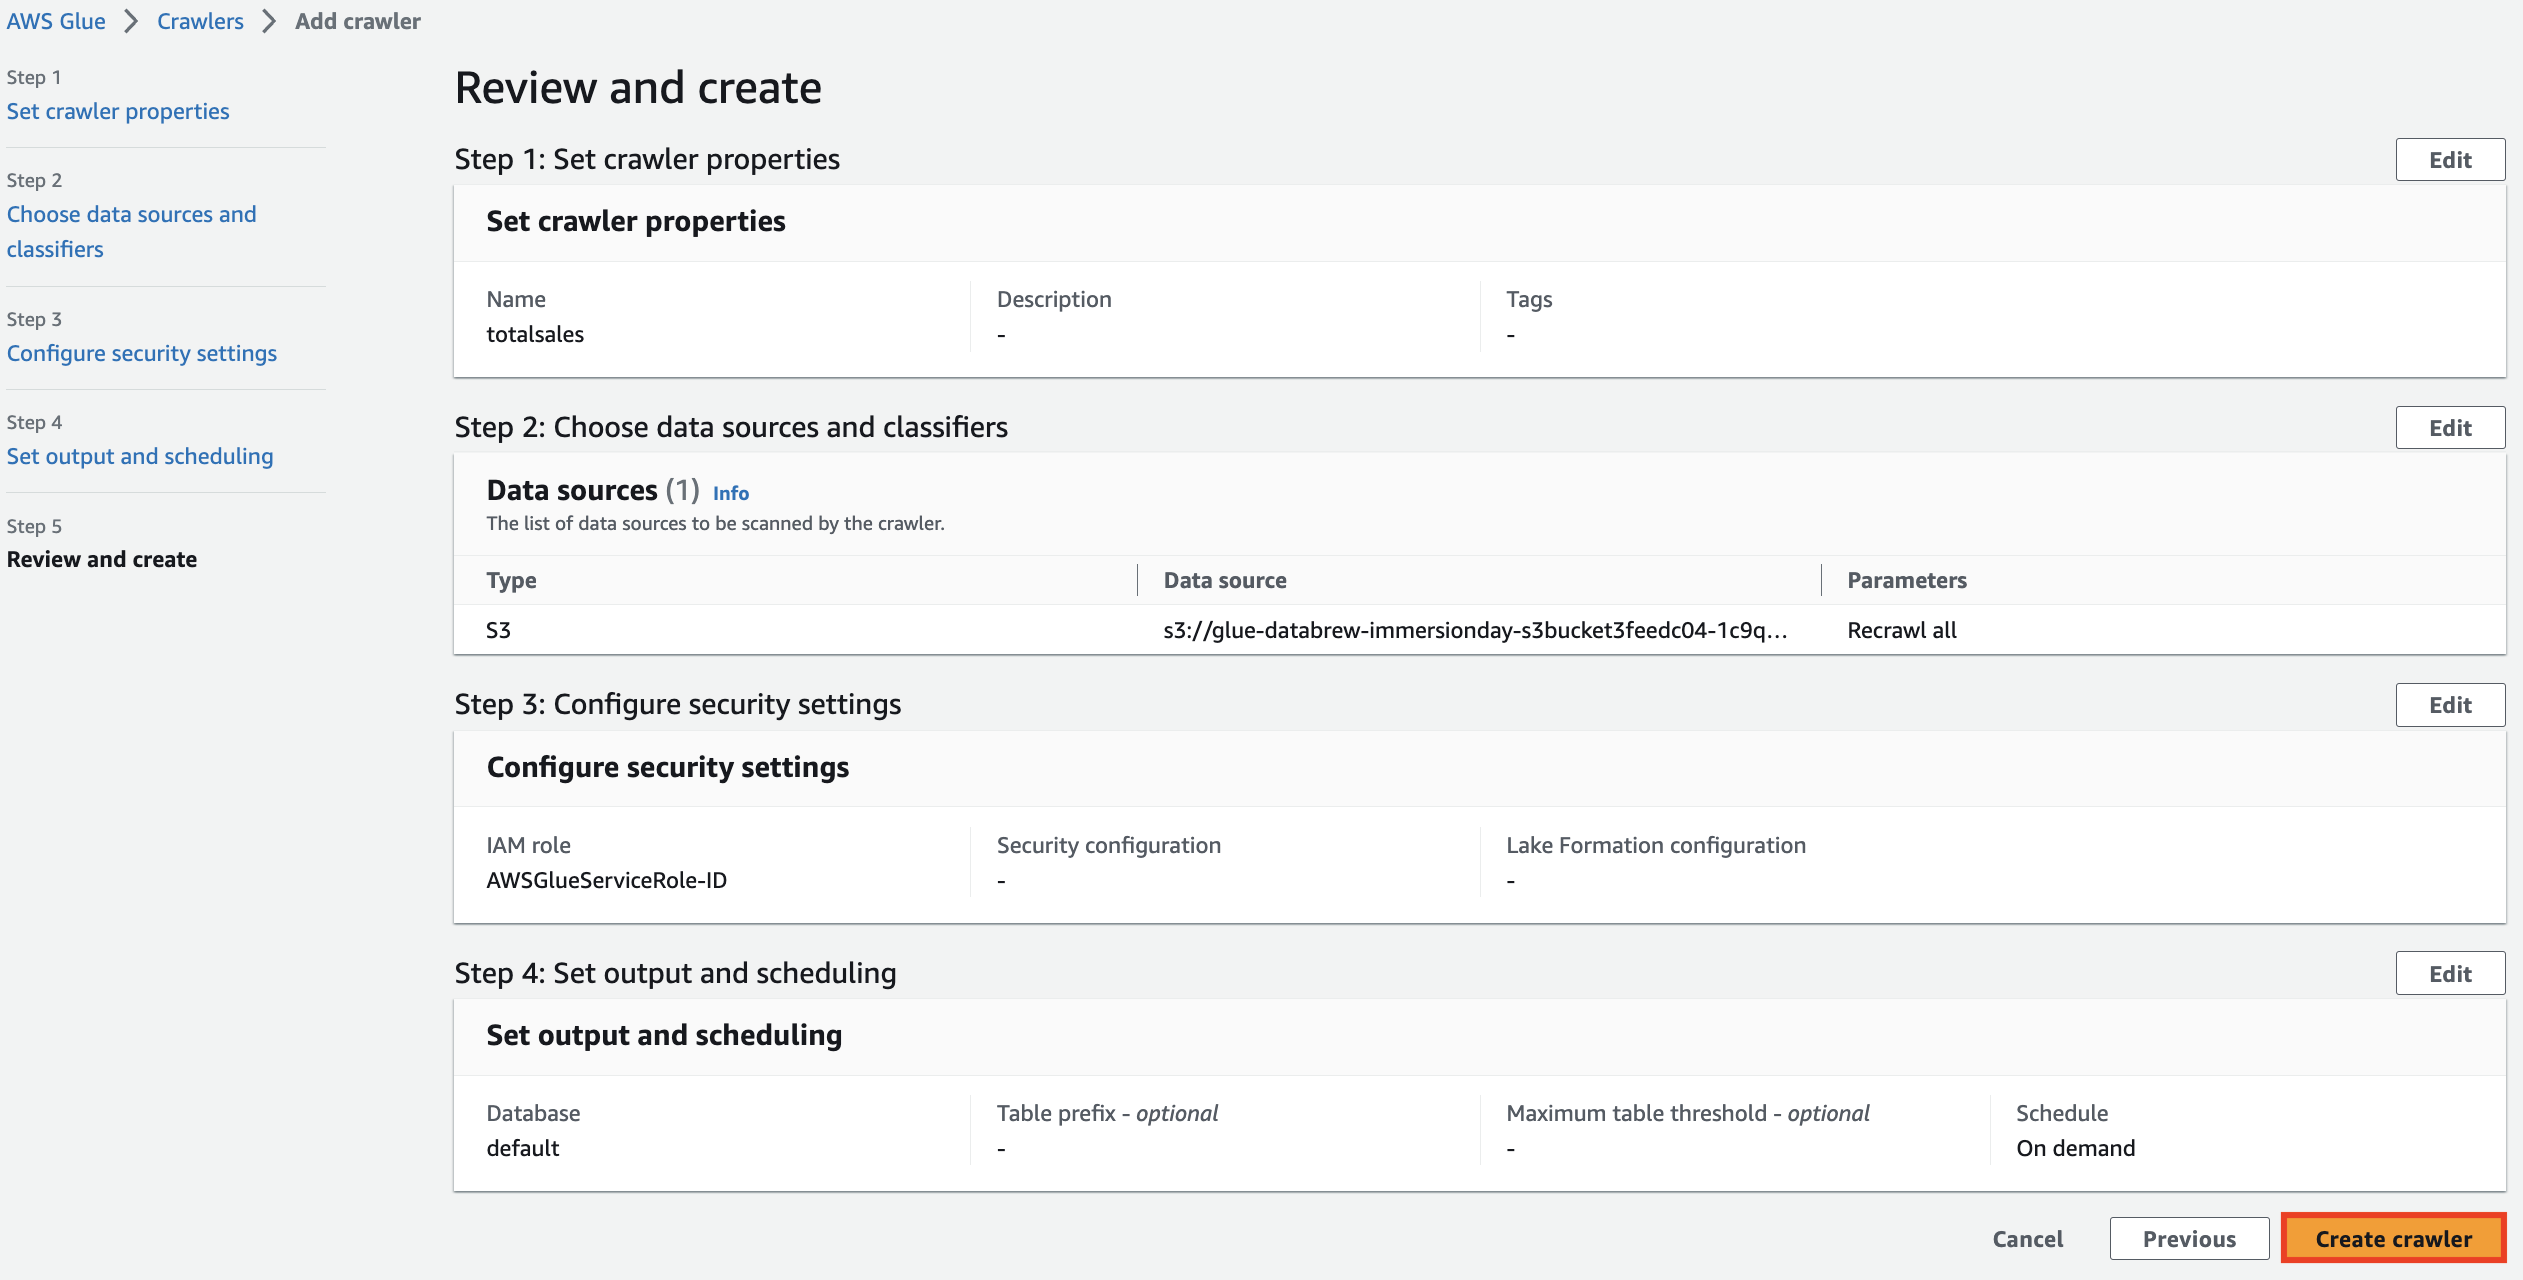 AWS Glue > Crawlers > Add crawler
Step 1
Set crawler properties
Step 2
Choose data sources and
classifiers
Step 3
Configure security settings
Step 4
Set output and scheduling
Step 5
Review and create
Review and create
Step 1: Set crawler properties
Edit
Set crawler properties
Name
totalsales
Description
-
Tags
-
Step 2: Choose data sources and classifiers
Edit
Data sources (1) Info
The list of data sources to be scanned by the crawler.
Type Data source Parameters
S3 s3://glue-databrew-immersionday-s3bucket3feedc04-1c9q... Recrawl all
Step 3: Configure security settings
Edit
Configure security settings
IAM role
AWSGlueServiceRole-ID
Security configuration
-
Lake Formation configuration
-
Step 4: Set output and scheduling
Edit
Set output and scheduling
Database
default
Table prefix - optional
-
Maximum table threshold - optional
-
Schedule
On demand
Cancel
Previous
Create crawler